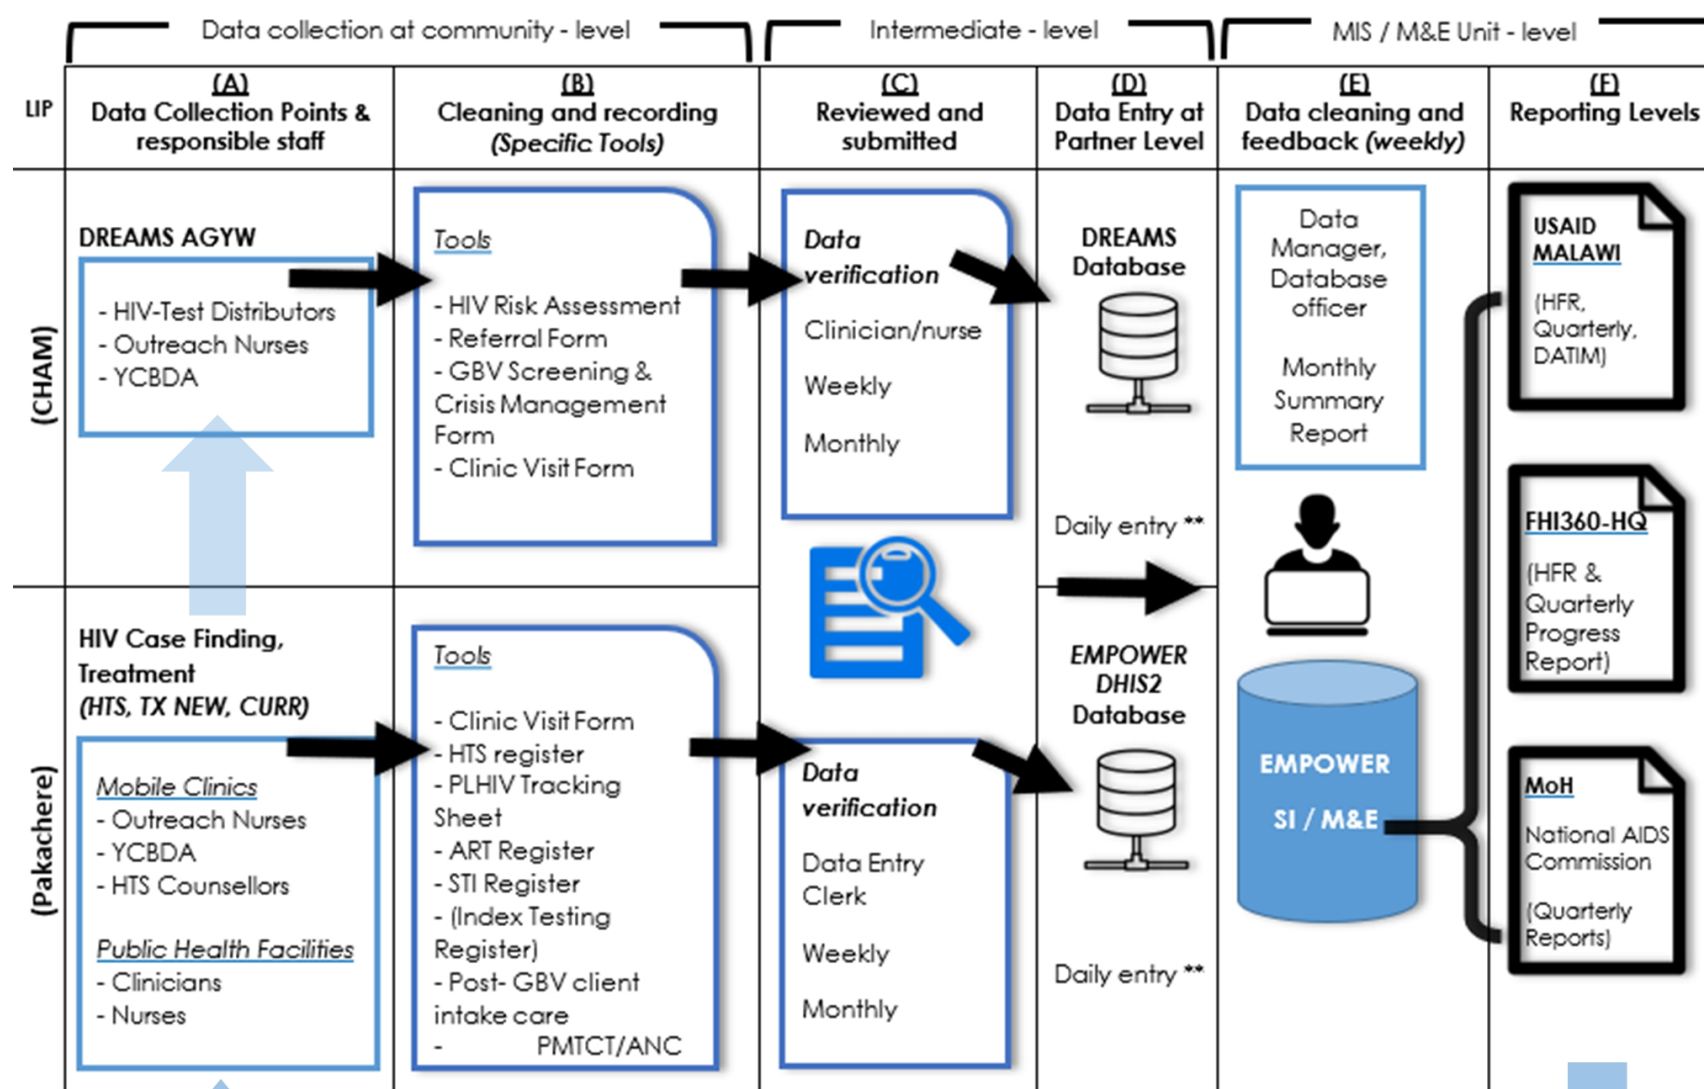 Data collection at community - level
Intermediate - level
MIS / M&E Unit - level
LIP
(A)
Data Collection Points &
responsible staff
(B)
Cleaning and recording
(Specific Tools)
(C)
Reviewed and
submitted
(D)
Data Entry at
Partner Level
(E)
Data cleaning and
feedback (weekly)
(F)
Reporting Levels
(CHAM)
DREAMS AGYW
- HIV-Test Distributors
- Outreach Nurses
- YCBDA
Tools
- HIV Risk Assessment
- Referral Form
- GBV Screening &
Crisis Management
Form
- Clinic Visit Form
Data
verification
Clinician/nurse
Weekly
Monthly
DREAMS
Database
Daily entry **
Data
Manager,
Database
officer
Monthly
Summary
Report
USAID
MALAWI
(HFR,
Quarterly,
DATIM)
FHI360-HQ
(HFR &
Quarterly
Progress
Report)
(Pakachere)
HIV Case Finding,
Treatment
(HTS, TX NEW, CURR)
Mobile Clinics
- Outreach Nurses
- YCBDA
- HTS Counsellors
Public Health Facilities
- Clinicians
- Nurses
Tools
- Clinic Visit Form
- HTS register
- PLHIV Tracking
Sheet
- ART Register
- STI Register
- (Index Testing
Register)
- Post- GBV client
intake care
- PMTCT/ANC
Data
verification
Data Entry
Clerk
Weekly
Monthly
EMPOWER
DHIS2
Database
Daily entry **
EMPOWER
SI / M&E
MoH
National AIDS
Commission
(Quarterly
Reports)